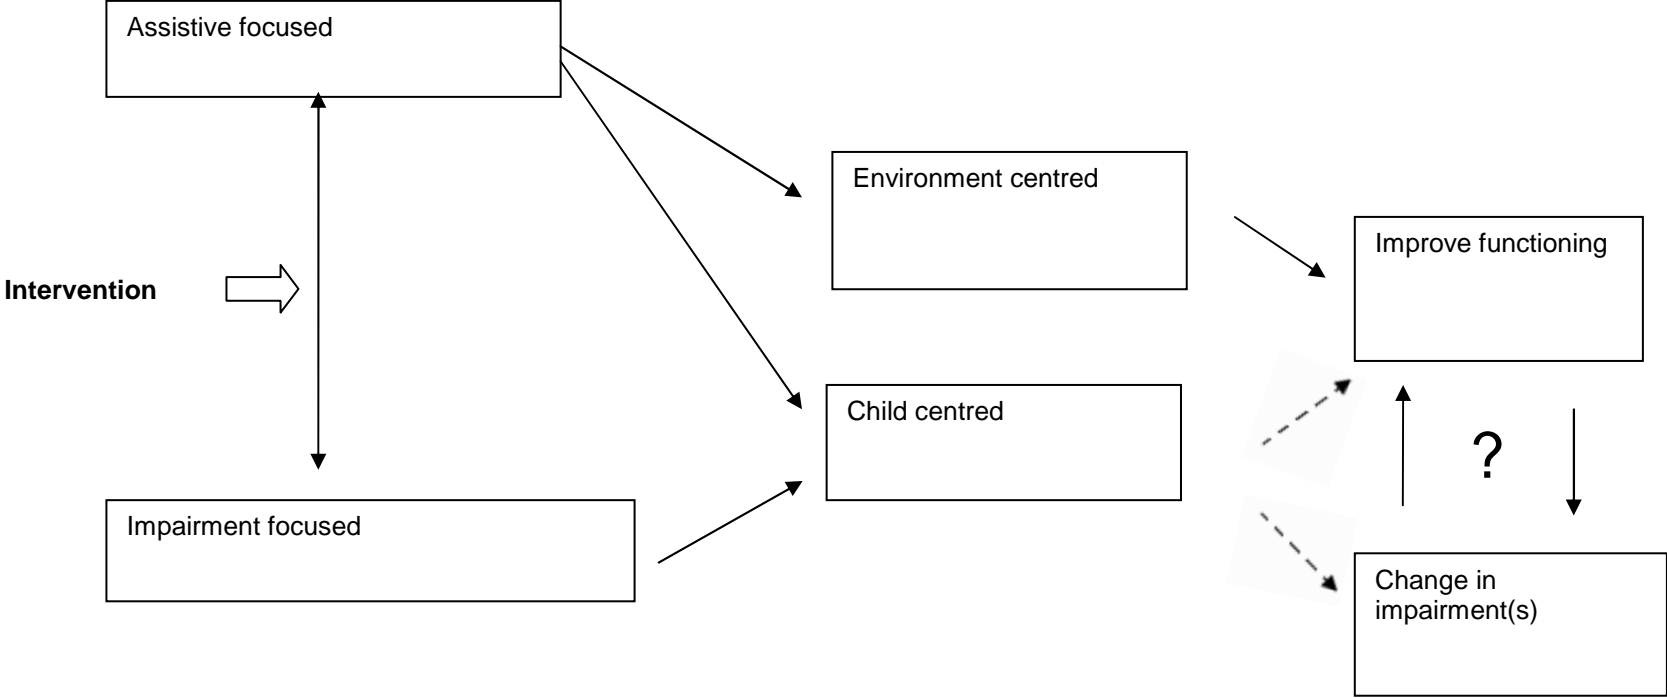 Assistive focused
Environment centred
Improve functioning
Intervention
Child centred
?
Impairment focused
Change in
impairment(s)